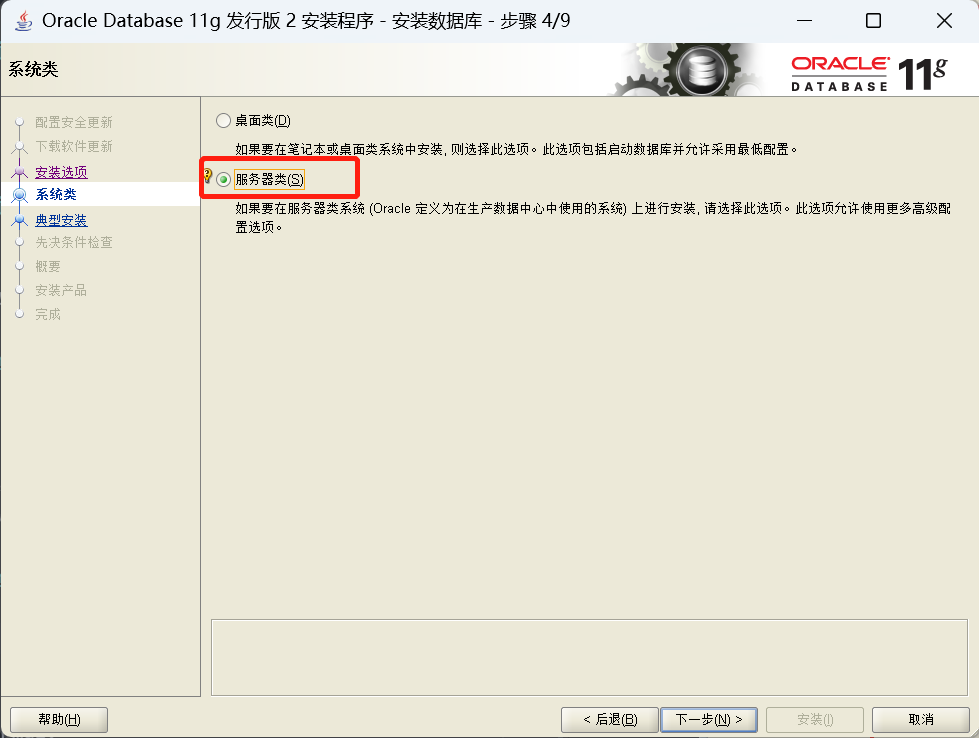 Oracle Database 11g 发行版 2 安装程序 - 安装数据库 - 步骤 4/9
系统类
ORACLE
DATABASE
11g
配置安全更新
下载软件更新
安装选项
系统类
典型安装
先决条件检查
概要
安装产品
完成
桌面类(D)
如果要在笔记本或桌面类系统中安装, 则选择此选项。此选项包括启动数据库并允许采用最低配置。
服务器类(S)
如果要在服务器类系统 (Oracle 定义为在生产数据中心中使用的系统) 上进行安装, 请选择此选项。此选项允许使用更多高级配
置选项。
帮助(H)
< 后退(B)
下一步(N) >
安装(I)
取消